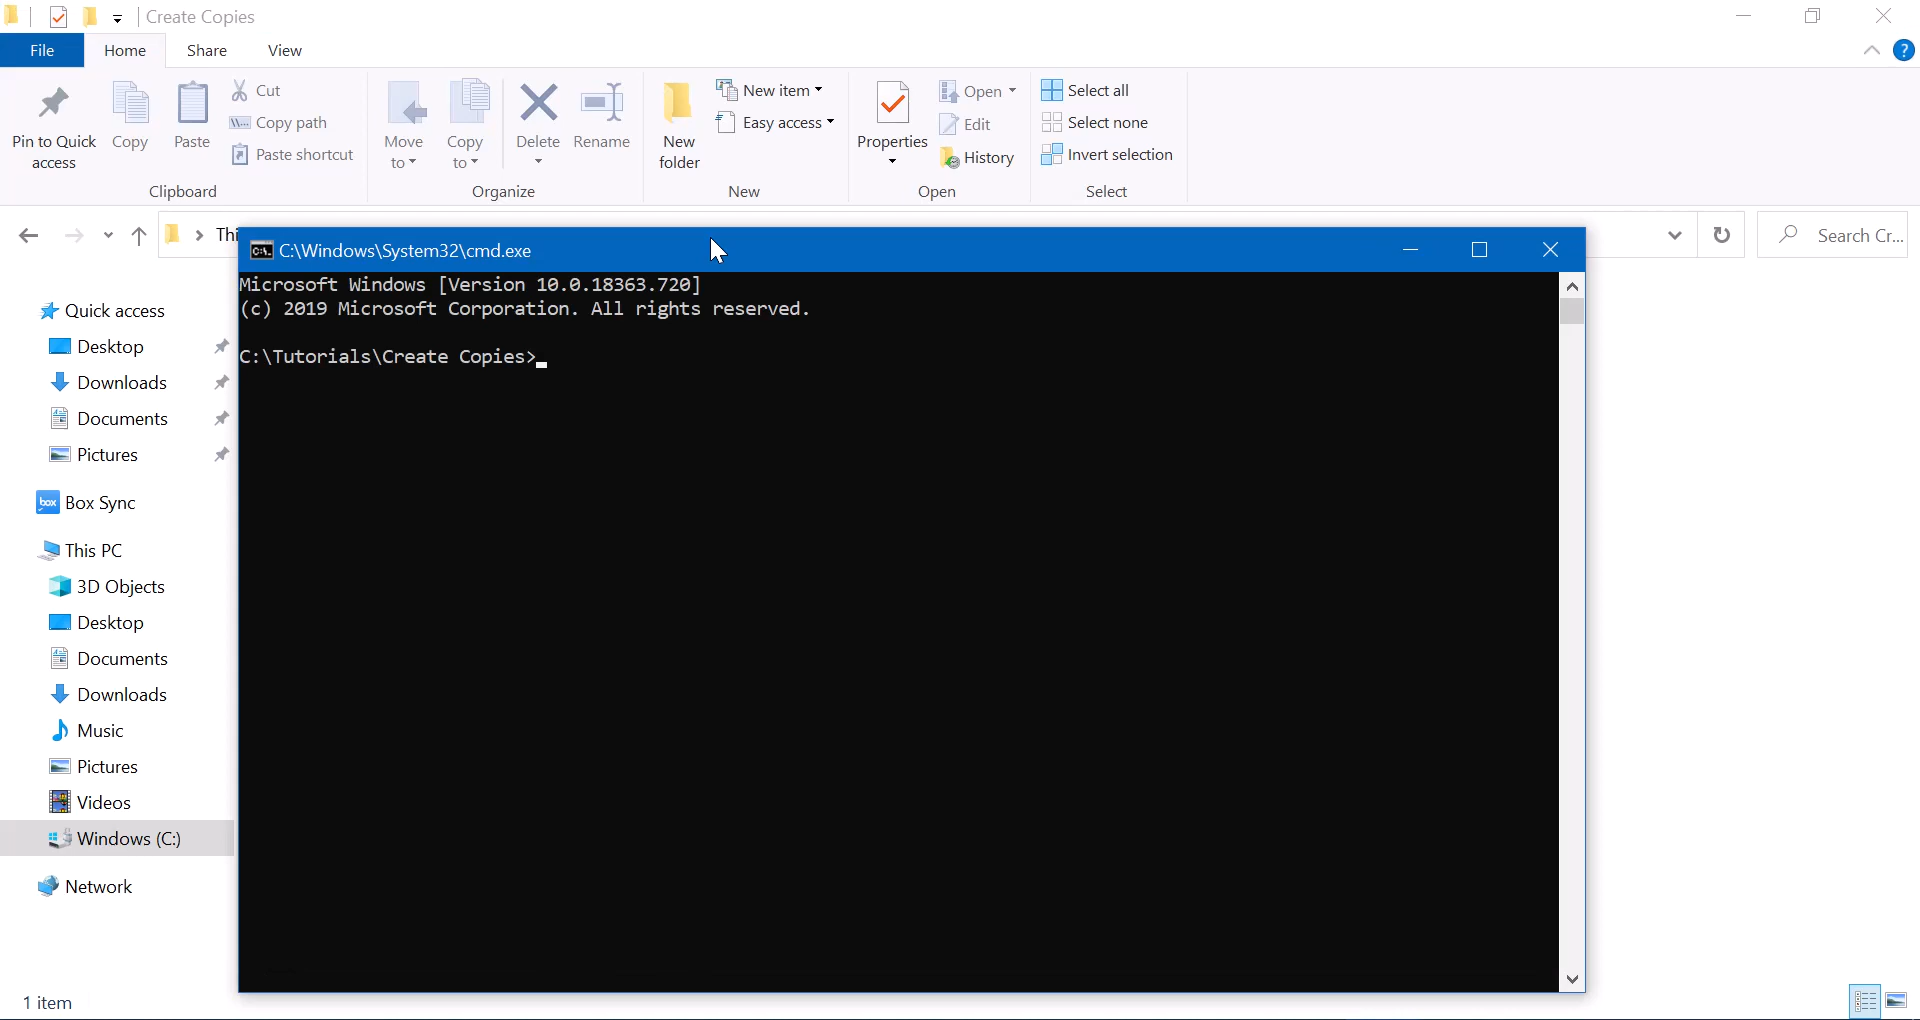 Create Copies
File Home Share View
Pin to Quick access
Copy
Paste
Cut
Copy path
Paste shortcut
Clipboard
Move to
Copy to
Delete
Rename
Organize
New folder
New item
Easy access
New
Properties
Open
Edit
History
Open
Select all
Select none
Invert selection
Select
Search Cr...
C:\Windows\System32\cmd.exe
Microsoft Windows [Version 10.0.18363.720]
(c) 2019 Microsoft Corporation. All rights reserved.
C:\Tutorials\Create Copies>
Quick access
Desktop
Downloads
Documents
Pictures
box Box Sync
This PC
3D Objects
Desktop
Documents
Downloads
Music
Pictures
Videos
Windows (C:)
Network
1 item